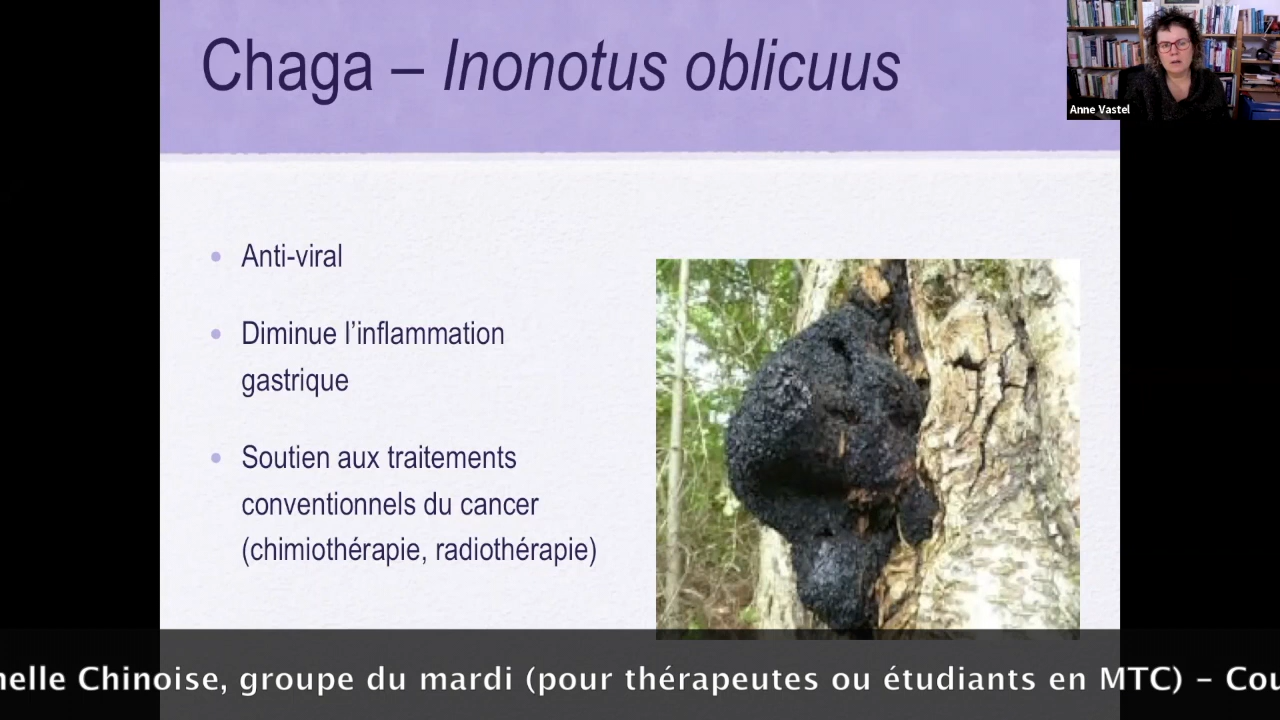 Chaga – Inonotus oblicuus
Anne Vastel
Anti-viral
Diminue l’inflammation
gastrique
Soutien aux traitements
conventionnels du cancer
(chimiothérapie, radiothérapie)
nelle Chinoise, groupe du mardi (pour thérapeutes ou étudiants en MTC) – Cou